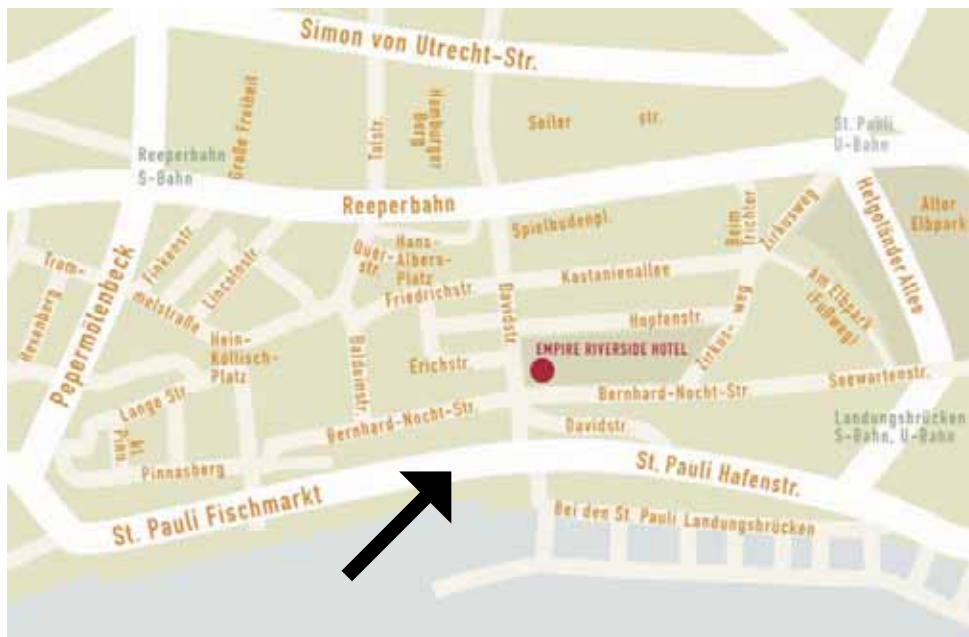 Simon von Utrecht-Str.
Große Freiheit
Talstr.
Hamburger
Berg
Seiler
str.
St. Pauli
U-Bahn
Reeperbahn
S-Bahn
Reeperbahn
Helgoländer Allee
Alter
Elbpark
Spielbudenpl.
Beim
Trichter
Zirkusweg
Pepermölenbeck
Trom-
melstraße
Finkenstr.
Lincolnstr.
Quer-
str.
Hans-
Albers-
Platz
Friedrichstr.
Davidstr.
Kastanienallee
Am Elbpark
(Fußweg)
Hexenberg
Hein-
Köllisch-
Platz
Balduinstr.
Hopfenstr.
Zirkus-
weg
Erichstr.
EMPIRE RIVERSIDE HOTEL
Lange Str.
Bernhard-Nocht-Str.
Bernhard-Nocht-Str.
Seewartenstr.
Kl.
Pinn.
Pinnasberg
Davidstr.
Landungsbrücken
S-Bahn, U-Bahn
St. Pauli Fischmarkt
St. Pauli Hafenstr.
Bei den St. Pauli Landungsbrücken